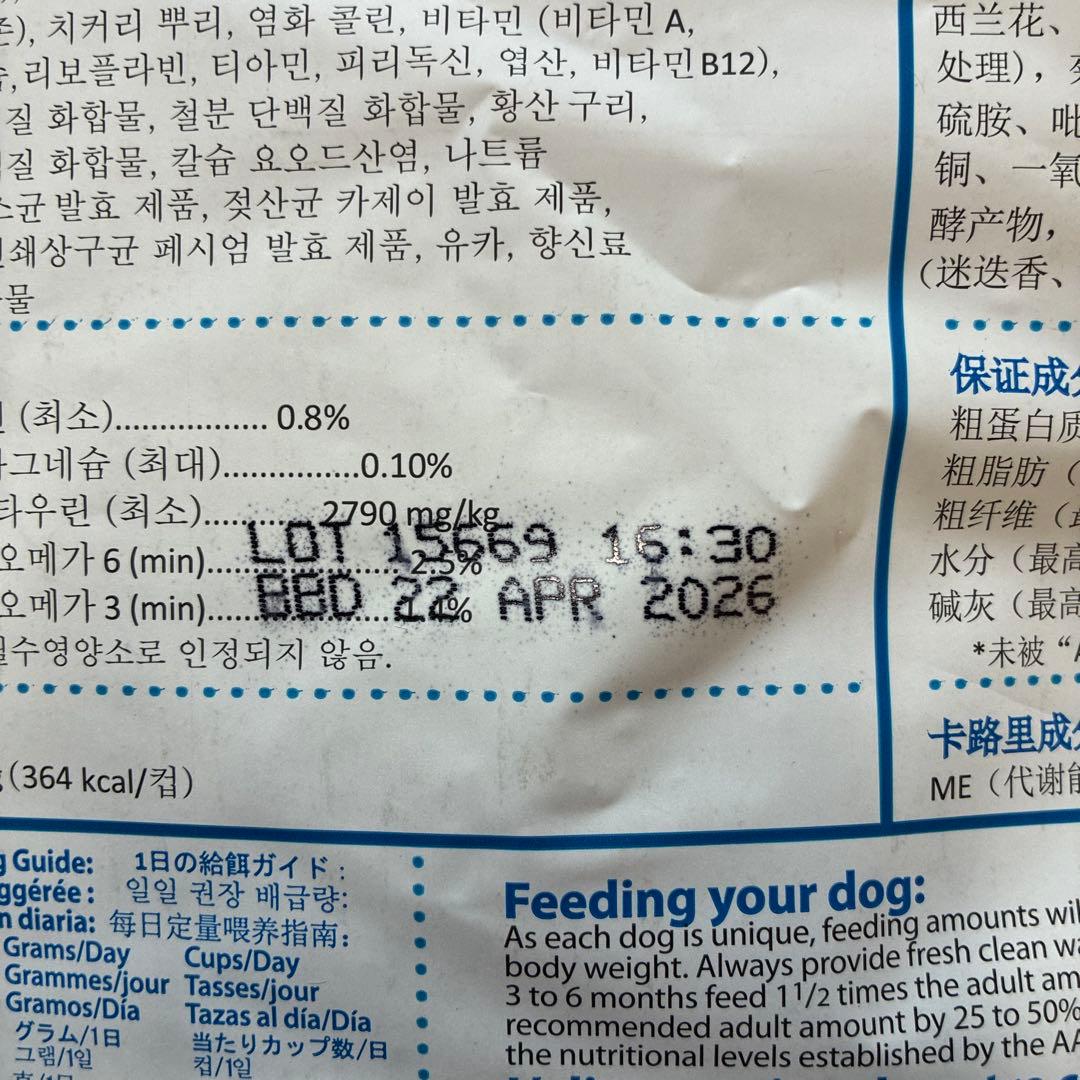 치커리 뿌리, 염화 콜린, 비타민 (비타민 A,
리보플라빈, 티아민, 피리독신, 엽산, 비타민 B12),
질 화합물, 철분 단백질 화합물, 황산 구리,
질 화합물, 칼슘 요오드산염, 나트륨
균 발효 제품, 젖산균 카제이 발효 제품,
쇄상구균 페시엄 발효 제품, 유카, 향신료
물
(최소)................. 0.8%
그네슘 (최대)...............0.10%
타우린 (최소)............. 2790 mg/kg
오메가 6 (min)......................2.5%
오메가 3 (min)....................1.4%
LOT 15669 16:30
BBD 22 APR 2026
수영양소로 인정되지 않음.
(364 kcal/컵)
西兰花、
处理),
硫胺、吡
铜、一氧
酵产物,
(迷迭香、
保证成分
粗蛋白质
粗脂肪 (
粗纤维 (最
水分 (最高
碱灰 (最高
*未被 “A
卡路里成分
ME (代谢能
g Guide:
1日の給餌ガイド :
ggérée :
일일 권장 배급량:
n diaria:
每日定量喂养指南:
Grams/Day
Cups/Day
Grammes/jour
Tasses/jour
Gramos/Día
Tazas al día/Día
グラム/1日
当たりカップ数/日
그램/1일
컵/1일
Feeding your dog:
As each dog is unique, feeding amounts wil
body weight. Always provide fresh clean wa
3 to 6 months feed 1 1/2 times the adult am
recommended adult amount by 25 to 50%
the nutritional levels established by the AA